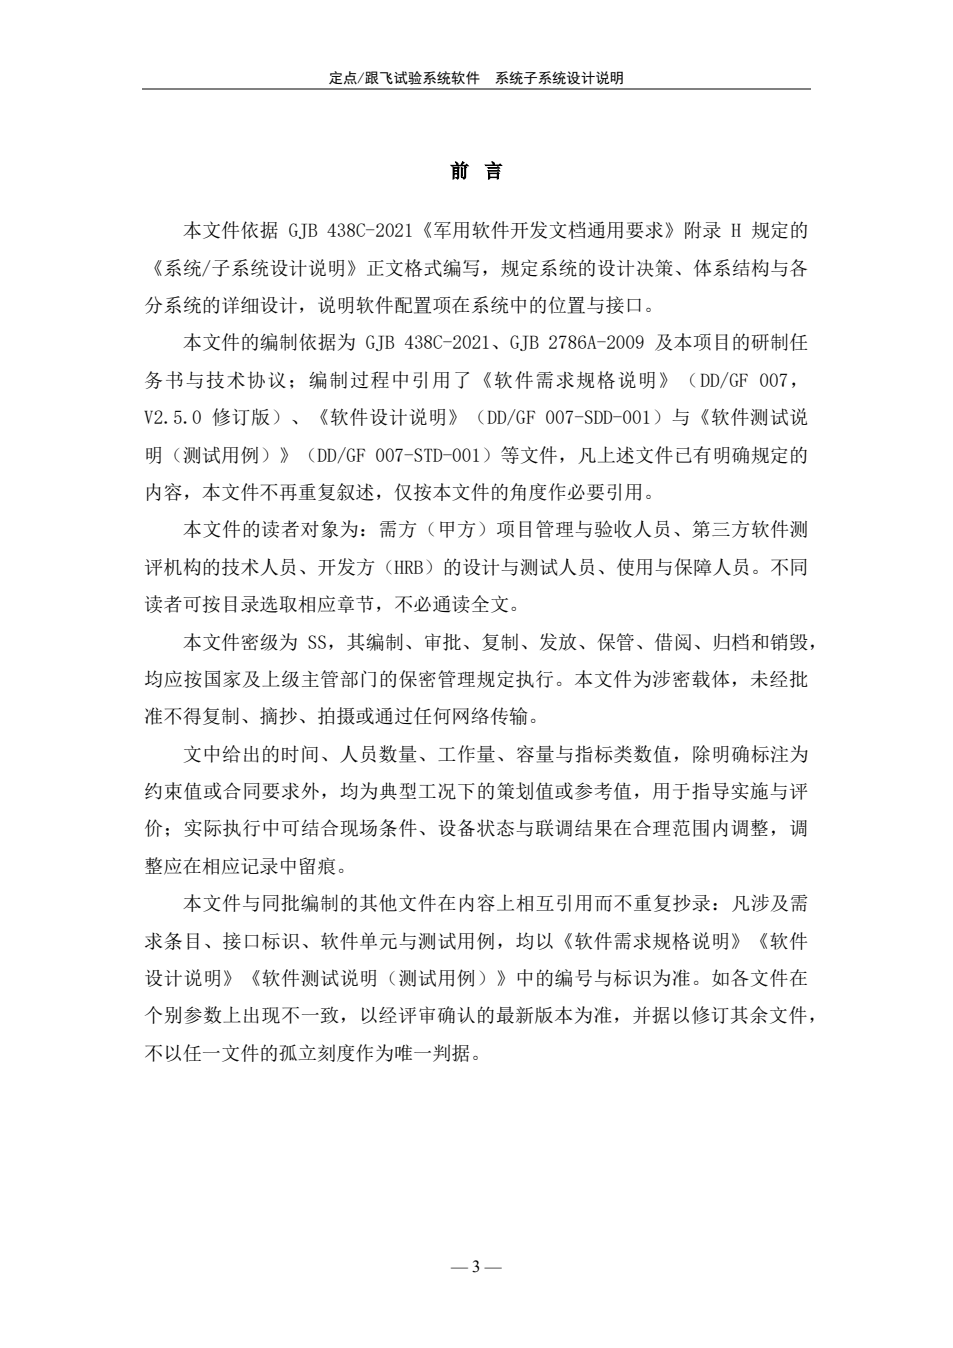 定点/跟飞试验系统软件　系统子系统设计说明
前 言
本文件依据 GJB 438C-2021《军用软件开发文档通用要求》附录 H 规定的
《系统/子系统设计说明》正文格式编写，规定系统的设计决策、体系结构与各
分系统的详细设计，说明软件配置项在系统中的位置与接口。
本文件的编制依据为 GJB 438C-2021、GJB 2786A-2009 及本项目的研制任
务书与技术协议；编制过程中引用了《软件需求规格说明》（DD/GF 007，
V2.5.0 修订版）、《软件设计说明》（DD/GF 007-SDD-001）与《软件测试说
明（测试用例）》（DD/GF 007-STD-001）等文件，凡上述文件已有明确规定的
内容，本文件不再重复叙述，仅按本文件的角度作必要引用。
本文件的读者对象为：需方（甲方）项目管理与验收人员、第三方软件测
评机构的技术人员、开发方（HRB）的设计与测试人员、使用与保障人员。不同
读者可按目录选取相应章节，不必通读全文。
本文件密级为 SS，其编制、审批、复制、发放、保管、借阅、归档和销毁，
均应按国家及上级主管部门的保密管理规定执行。本文件为涉密载体，未经批
准不得复制、摘抄、拍摄或通过任何网络传输。
文中给出的时间、人员数量、工作量、容量与指标类数值，除明确标注为
约束值或合同要求外，均为典型工况下的策划值或参考值，用于指导实施与评
价；实际执行中可结合现场条件、设备状态与联调结果在合理范围内调整，调
整应在相应记录中留痕。
本文件与同批编制的其他文件在内容上相互引用而不重复抄录：凡涉及需
求条目、接口标识、软件单元与测试用例，均以《软件需求规格说明》《软件
设计说明》《软件测试说明（测试用例）》中的编号与标识为准。如各文件在
个别参数上出现不一致，以经评审确认的最新版本为准，并据以修订其余文件，
不以任一文件的孤立刻度作为唯一判据。
— 3 —